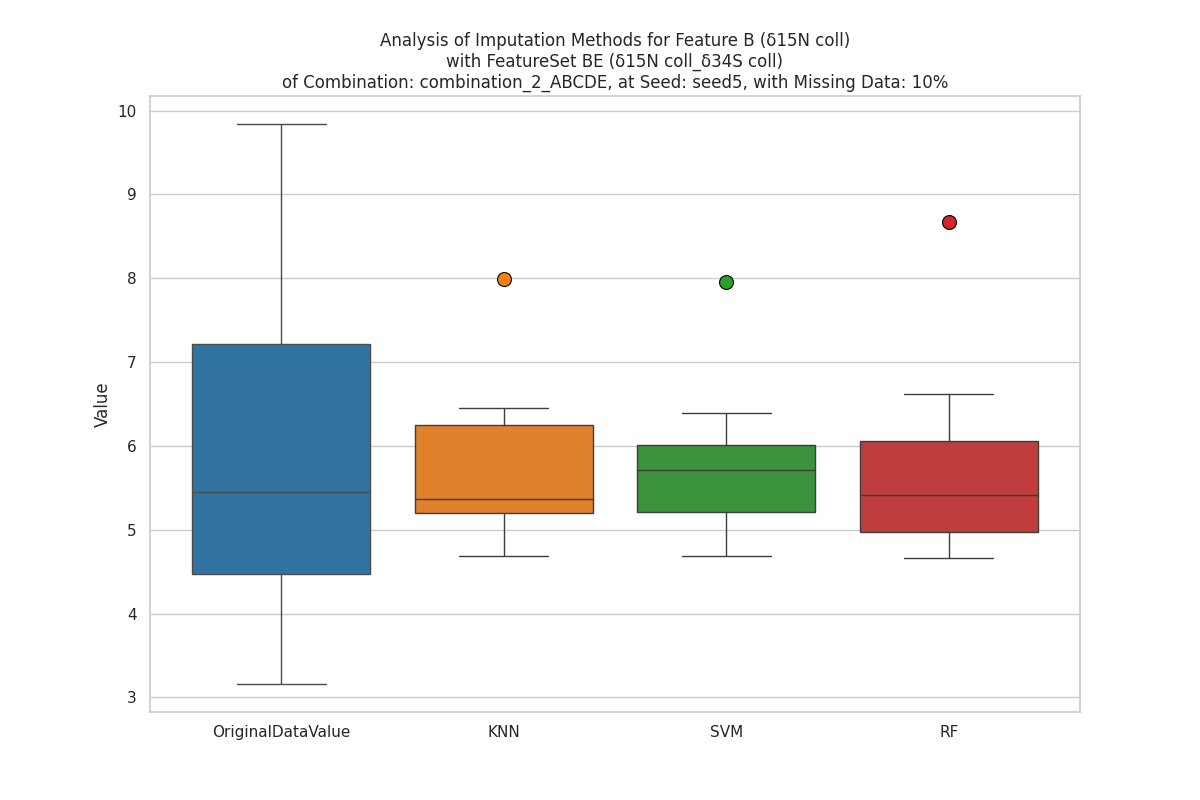 Analysis of Imputation Methods for Feature B (δ15N coll)
with FeatureSet BE (δ15N coll_δ34S coll)
of Combination: combination_2_ABCDE, at Seed: seed5, with Missing Data: 10%
10
9
8
7
6
5
4
3
Value
OriginalDataValue
KNN
SVM
RF